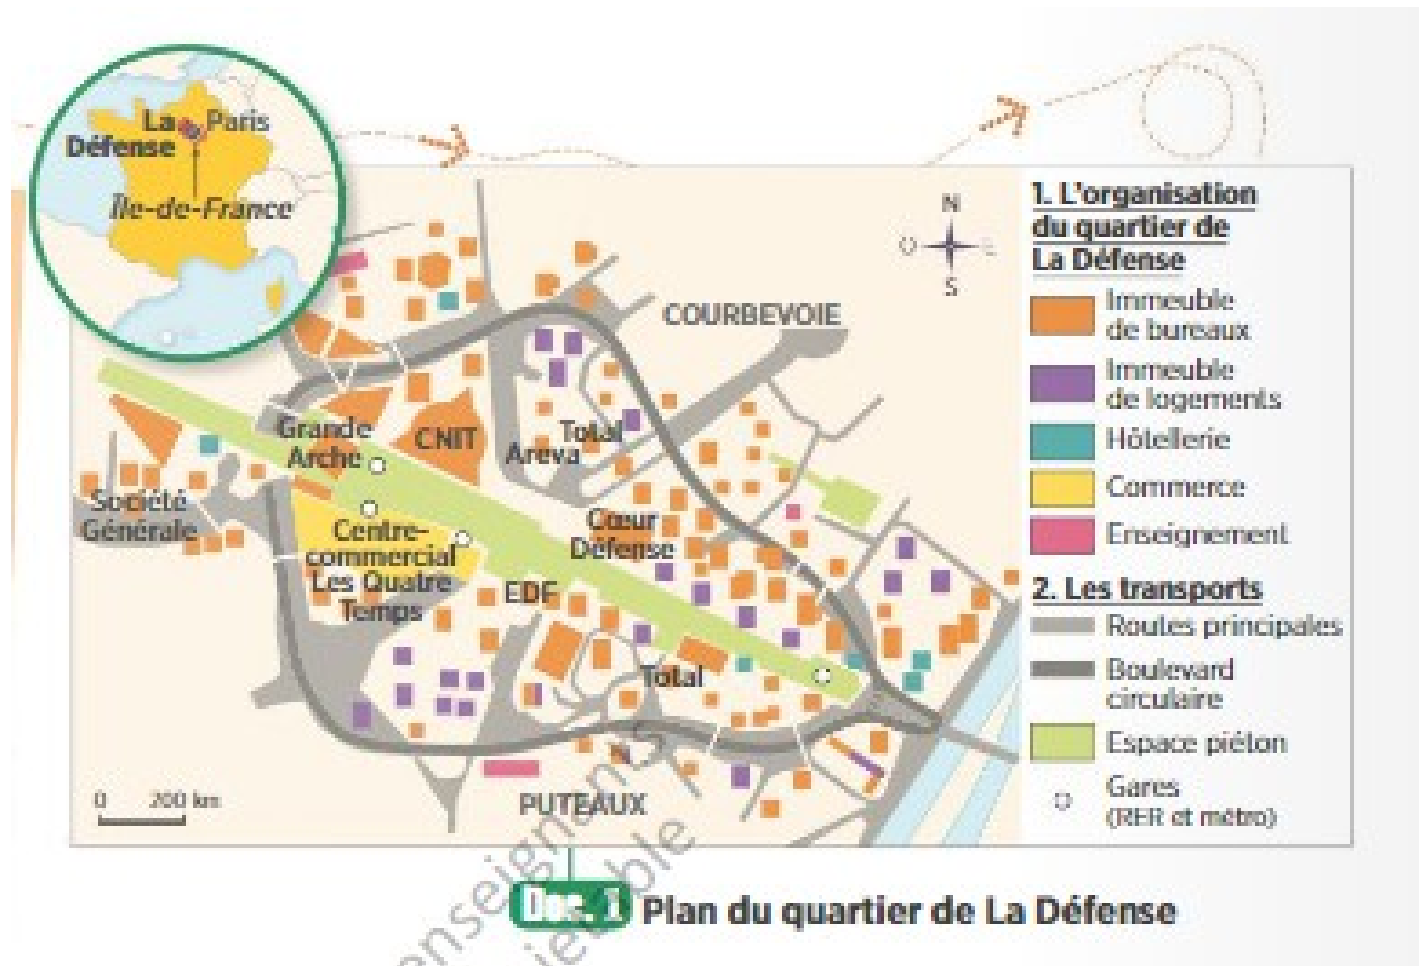 La Paris
Défense
Île-de-France
N
O E
S
COURBEVOIE
Grande
Arche
CNIT
Total
Areva
Société
Générale
Cœur
Défense
Centre-
commercial
Les Quatre
Temps
EDF
Total
PUTEAUX
0 200 km
1. L'organisation
du quartier de
La Défense
Immeuble
de bureaux
Immeuble
de logements
Hôtellerie
Commerce
Enseignement
2. Les transports
Routes principales
Boulevard
circulaire
Espace piéton
Gares
(RER et métro)
Doc. 1 Plan du quartier de La Défense
enseignants